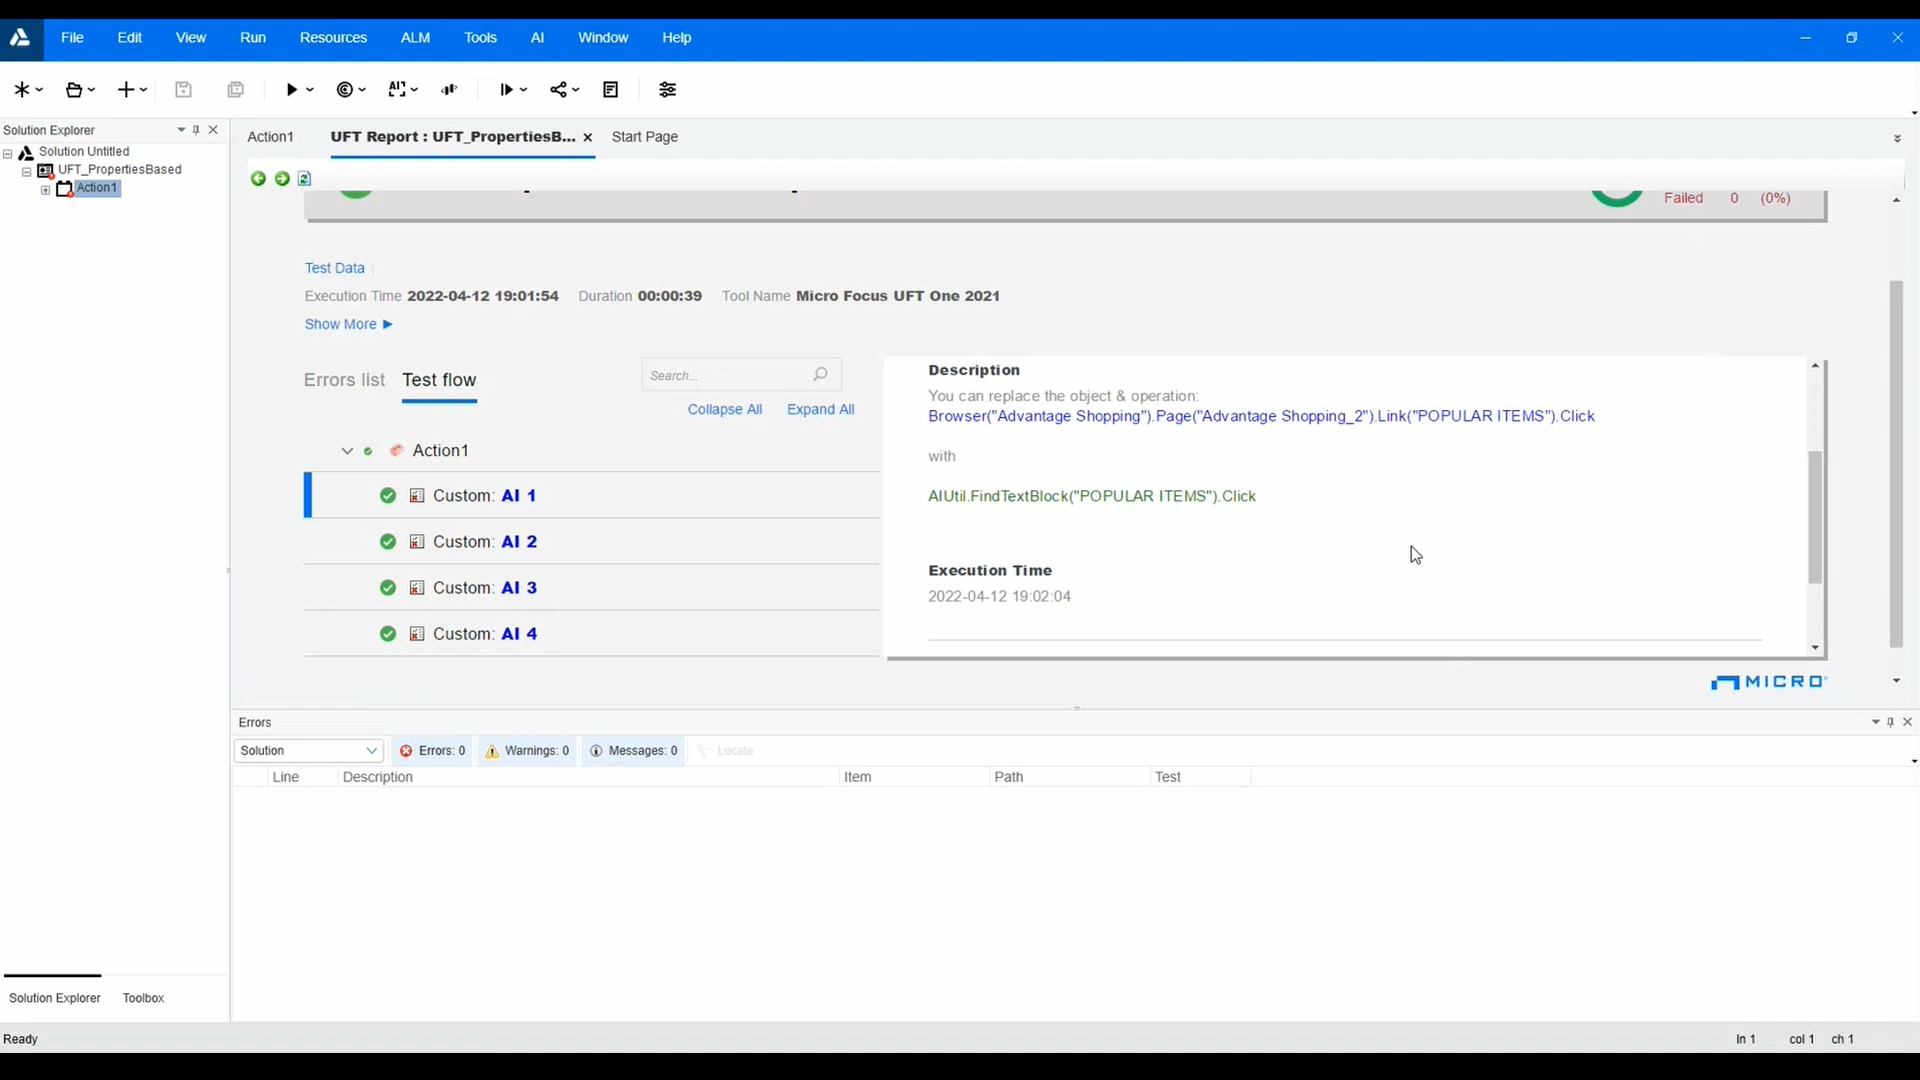 File Edit View Run Resources ALM Tools AI Window Help
Solution Explorer
Solution Untitled
UFT_PropertiesBased
Action1
Action1 UFT Report : UFT_PropertiesB... Start Page
Failed 0 (0%)
Test Data
Execution Time 2022-04-12 19:01:54 Duration 00:00:39 Tool Name Micro Focus UFT One 2021
Show More
Errors list Test flow
Search...
Collapse All Expand All
Action1
Custom: AI 1
Custom: AI 2
Custom: AI 3
Custom: AI 4
Description
You can replace the object & operation:
Browser("Advantage Shopping").Page("Advantage Shopping_2").Link("POPULAR ITEMS").Click
with
AIUtil.FindTextBlock("POPULAR ITEMS").Click
Execution Time
2022-04-12 19:02:04
MICRO
Errors
Solution Errors: 0 Warnings: 0 Messages: 0 Locate
Line Description Item Path Test
Solution Explorer Toolbox
Ready ln 1 col 1 ch 1